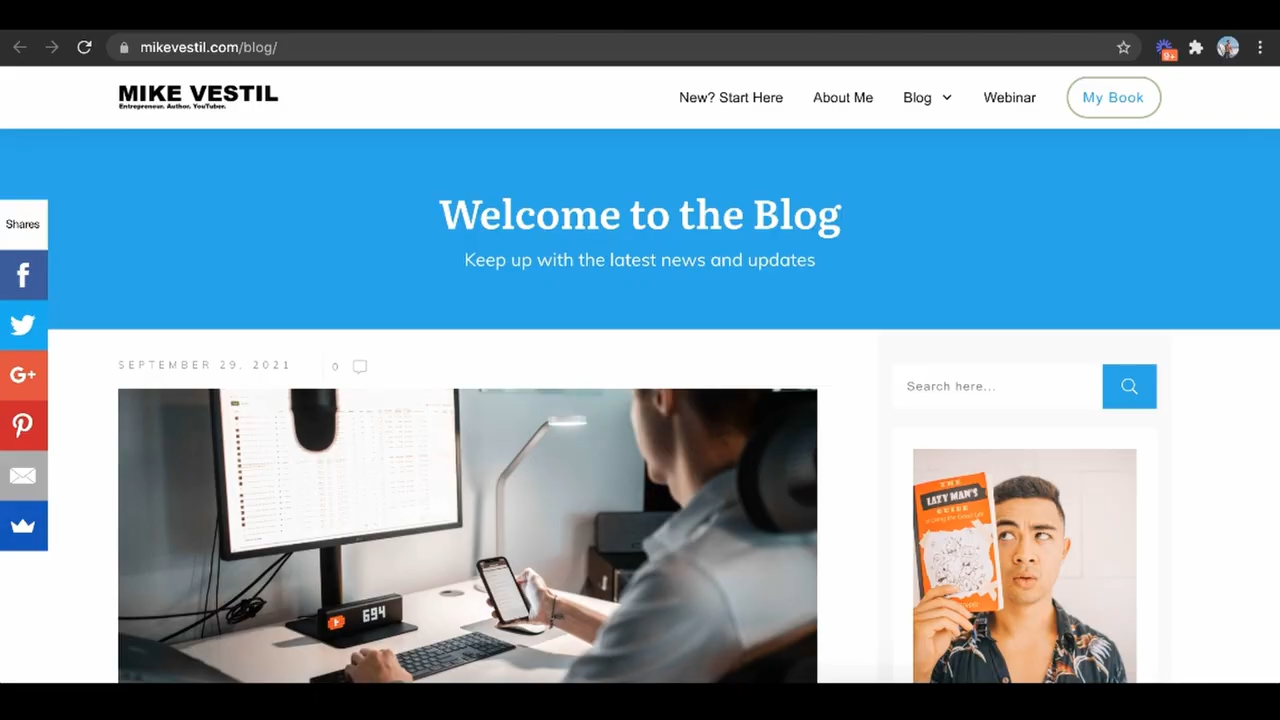 mikevestil.com/blog/
9+
MIKE VESTIL
Entrepreneur. Author. YouTuber.
New? Start Here
About Me
Blog
Webinar
My Book
Welcome to the Blog
Keep up with the latest news and updates
Shares
G+
SEPTEMBER 29, 2021
0
Search here...
694
THE
LAZY MAN'S
GUIDE